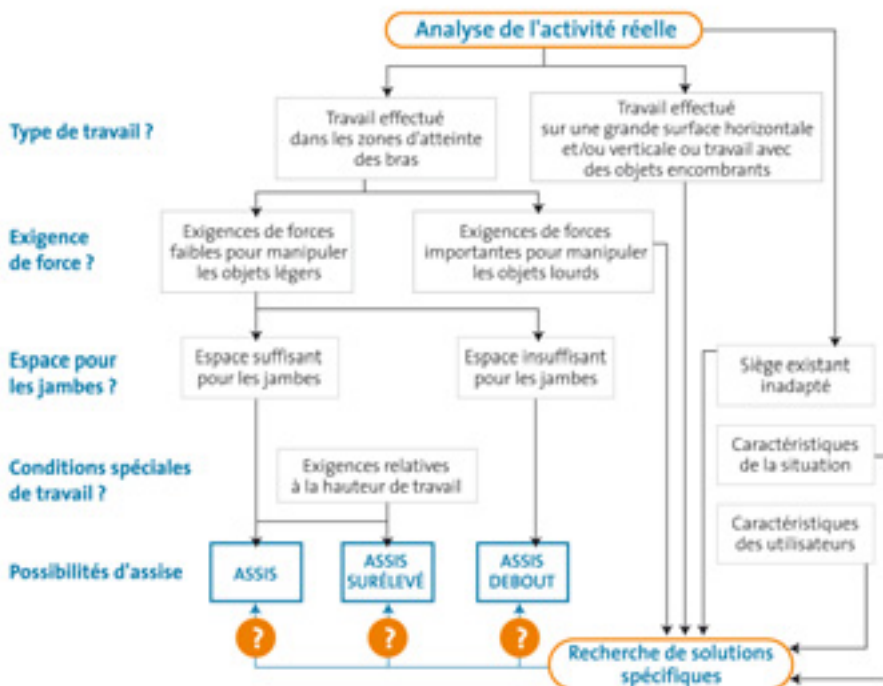 Analyse de l'activité réelle
Type de travail ?
Travail effectué
dans les zones d'atteinte
des bras
Travail effectué
sur une grande surface horizontale
et/ou verticale ou travail avec
des objets encombrants
Exigence
de force ?
Exigences de forces
faibles pour manipuler
les objets légers
Exigences de forces
importantes pour manipuler
les objets lourds
Espace pour
les jambes ?
Espace suffisant
pour les jambes
Espace insuffisant
pour les jambes
Siège existant
inadapté
Conditions spéciales
de travail ?
Exigences relatives
à la hauteur de travail
Caractéristiques
de la situation
Caractéristiques
des utilisateurs
Possibilités d'assise
ASSIS
ASSIS
SURÉLEVÉ
ASSIS
DEBOUT
?
?
?
Recherche de solutions
spécifiques